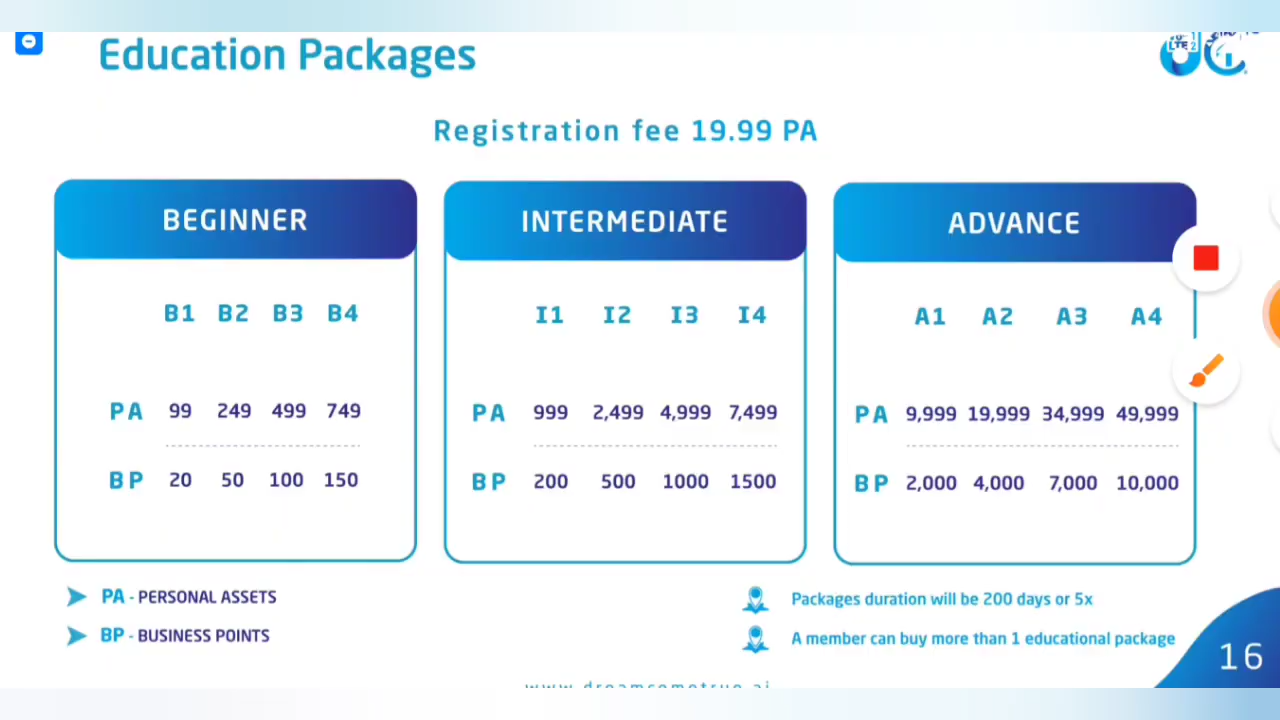 Education Packages
Registration fee 19.99 PA
BEGINNER
B1 B2 B3 B4
PA 99 249 499 749
BP 20 50 100 150
INTERMEDIATE
I1 I2 I3 I4
PA 999 2,499 4,999 7,499
BP 200 500 1000 1500
ADVANCE
A1 A2 A3 A4
PA 9,999 19,999 34,999 49,999
BP 2,000 4,000 7,000 10,000
PA - PERSONAL ASSETS
BP - BUSINESS POINTS
Packages duration will be 200 days or 5x
A member can buy more than 1 educational package
16